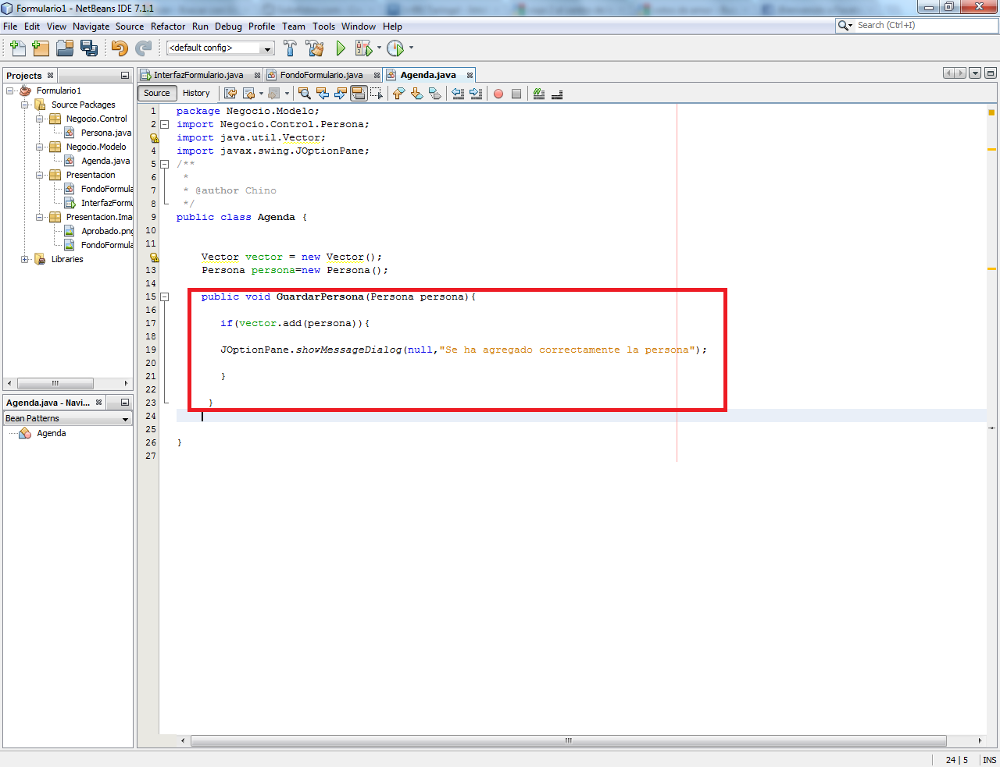 Formulario1 - NetBeans IDE 7.1.1
File Edit View Navigate Source Refactor Run Debug Profile Team Tools Window Help
Search (Ctrl+I)
<default config>
Projects
InterfazFormulario.java FondoFormulario.java Agenda.java
Source History
Formulario1
Source Packages
Negocio.Control
Persona.java
Negocio.Modelo
Agenda.java
Presentacion
FondoFormula
InterfazFormu
Presentacion.Ima
Aprobado.png
FondoFormula
Libraries
Agenda.java - Navi...
Bean Patterns
Agenda
1 package Negocio.Modelo;
2 import Negocio.Control.Persona;
import java.util.Vector;
4 import javax.swing.JOptionPane;
5 /**
6 *
7 * @author Chino
8 */
9 public class Agenda {
10
11
Vector vector = new Vector();
13 Persona persona=new Persona();
14
15 public void GuardarPersona(Persona persona){
16
17 if(vector.add(persona)){
18
19 JOptionPane.showMessageDialog(null,"Se ha agregado correctamente la persona");
20
21 }
22
23 }
24
25
26 }
27
24 | 5 INS